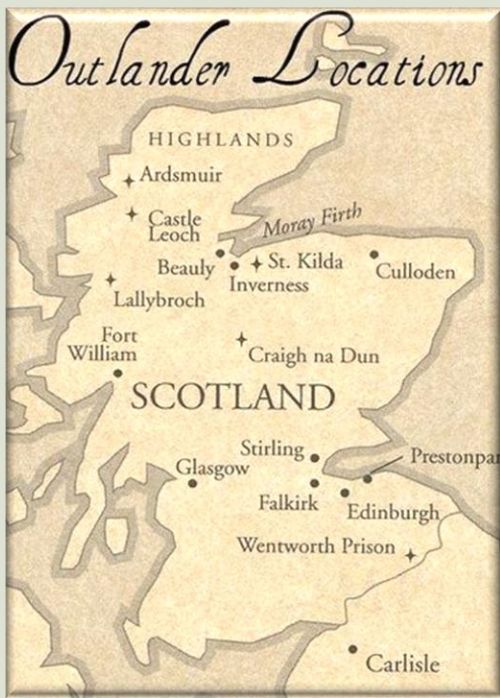 Outlander Locations
HIGHLANDS
Ardsmuir
Castle
Leoch
Moray Firth
Beauly
St. Kilda
Culloden
Inverness
Lallybroch
Fort
William
Craigh na Dun
SCOTLAND
Stirling
Prestonpan
Glasgow
Falkirk
Edinburgh
Wentworth Prison
Carlisle